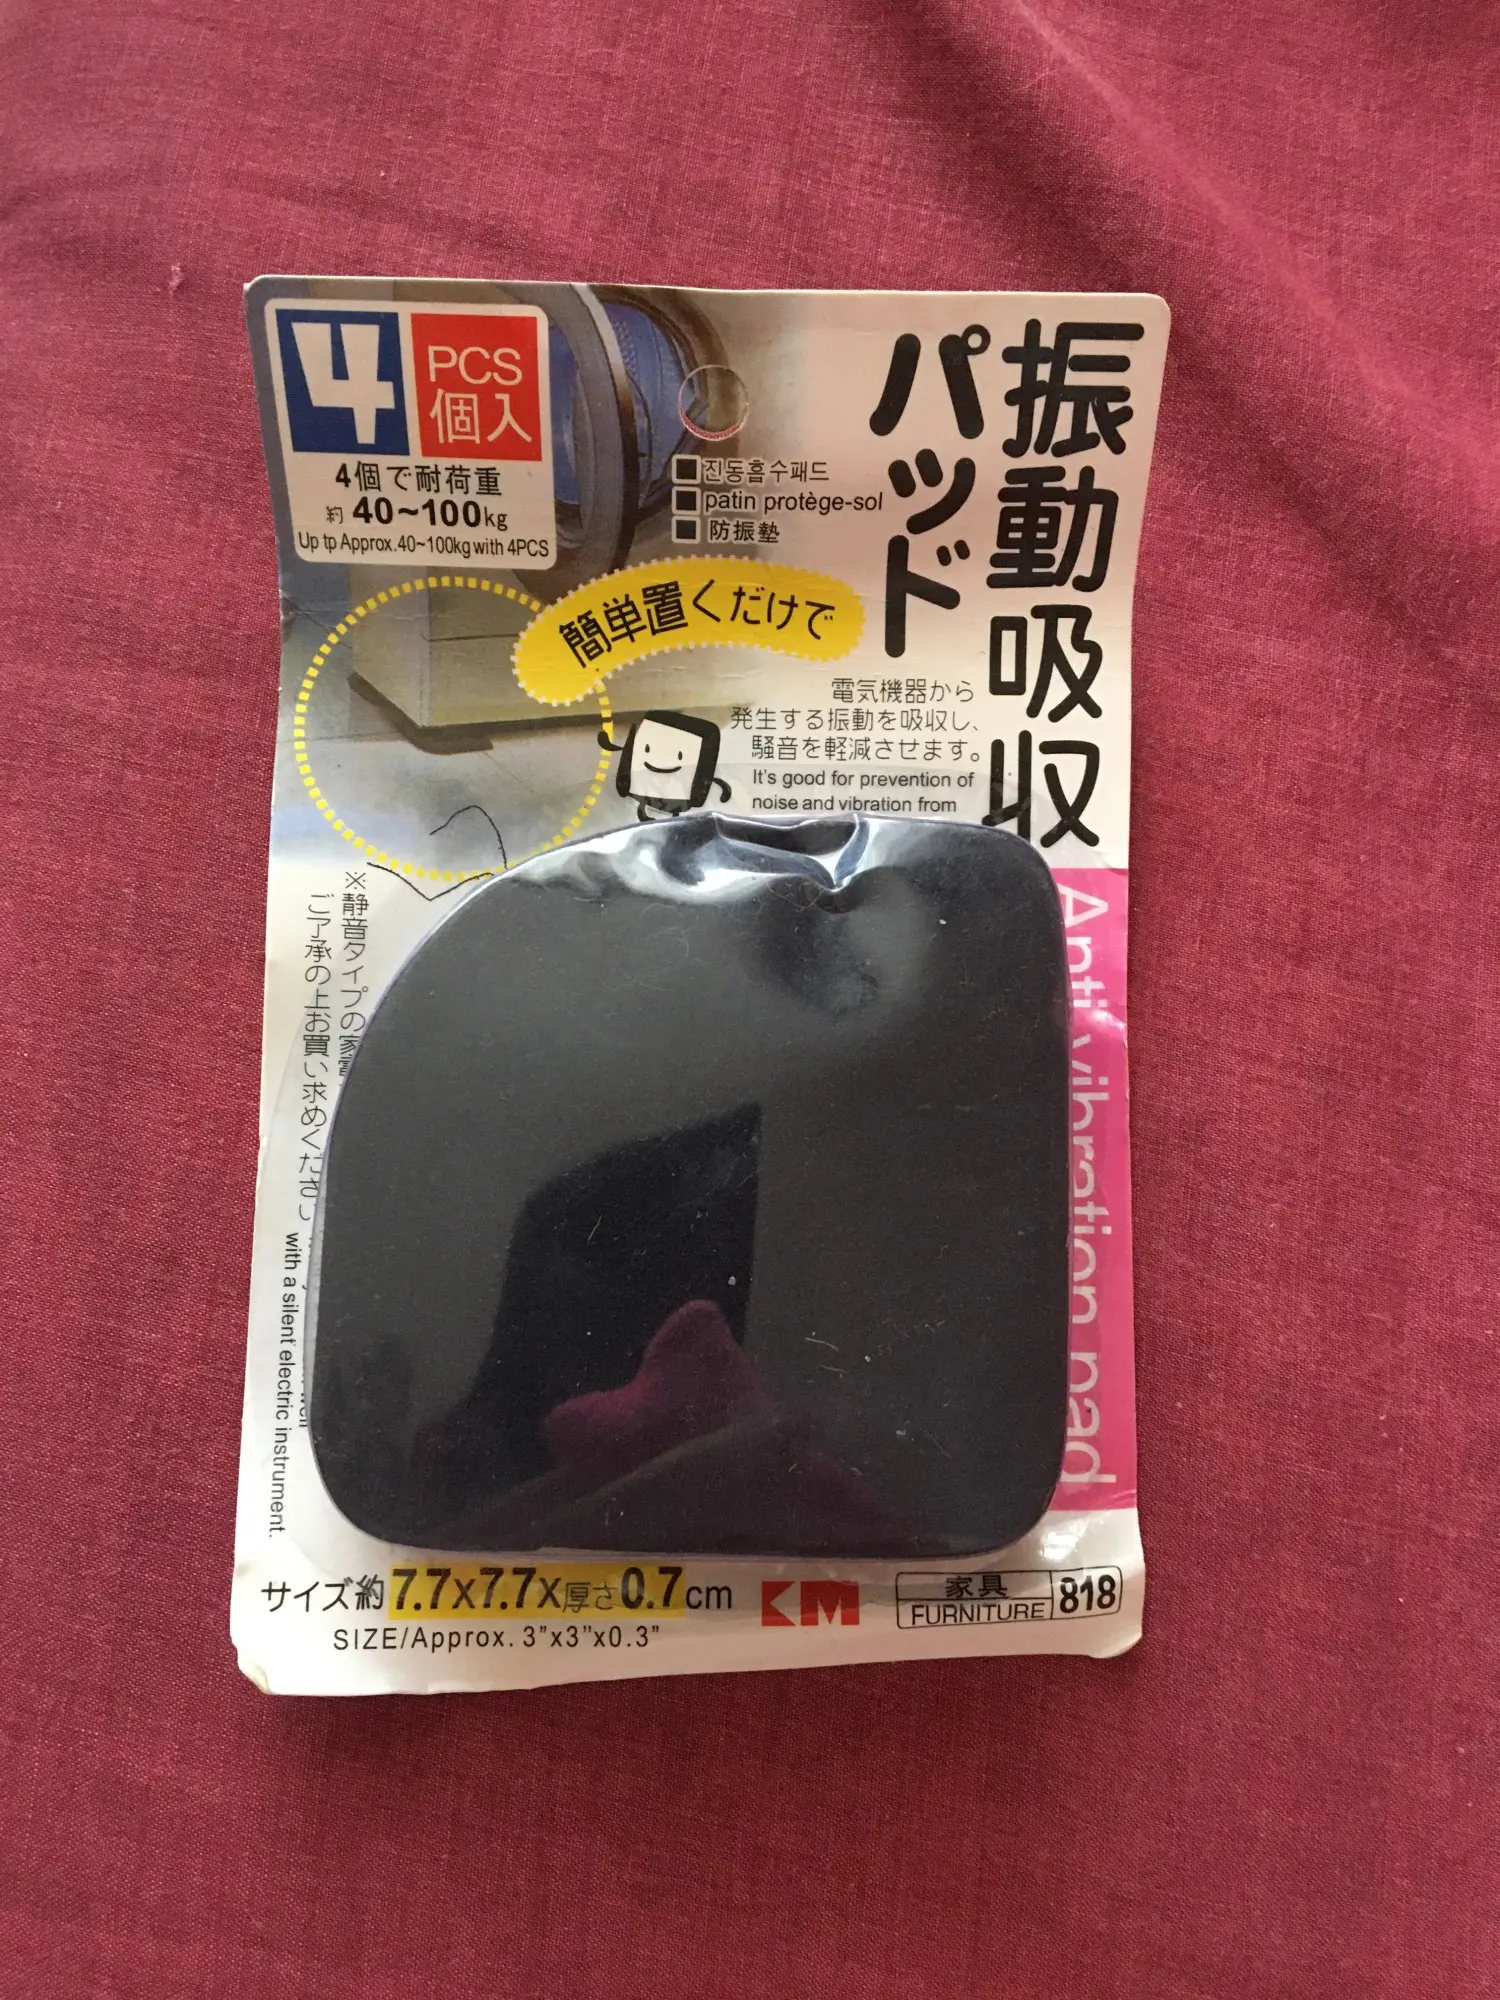 4
PCS
個入
4個で耐荷重
約 40~100kg
Up tp Approx.40~100kg with 4PCS
振動吸収
パッド
■진동흡수패드
■patin protège-sol
■防振墊
簡単置くだけで
電気機器から
発生する振動を吸収し、
騒音を軽減させます。
It's good for prevention of
noise and vibration from
Anti vibration pad
※静音タイプの家電
承の上お買い求めください
well
with a silent electric instrument.
サイズ約7.7x7.7x厚さ0.7cm
SIZE/Approx. 3"x3"x0.3"
KM
家具
FURNITURE
818